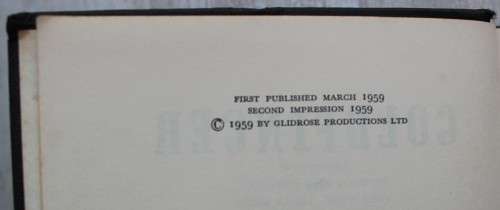 FIRST PUBLISHED MARCH 1959
SECOND IMPRESSION 1959
© 1959 BY GLIDROSE PRODUCTIONS LTD